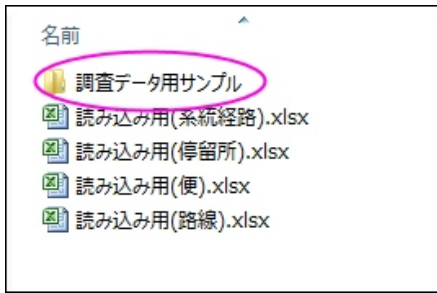 名前
調査データ用サンプル
読み込み用(系統経路).xlsx
読み込み用(停留所).xlsx
読み込み用(便).xlsx
読み込み用(路線).xlsx